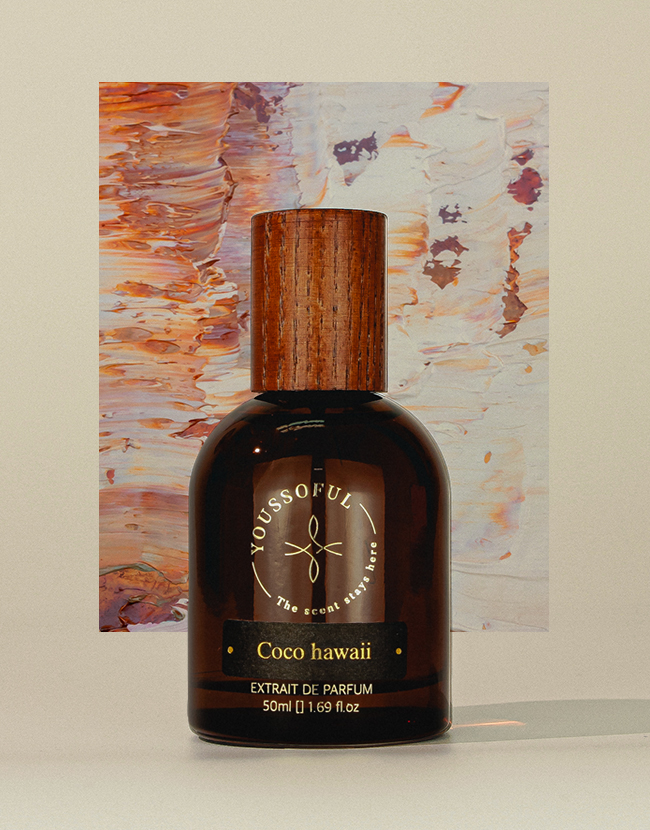 YOUSSOFUL
The scent stays here
Coco hawaii
EXTRAIT DE PARFUM
50ml [] 1.69 fl.oz